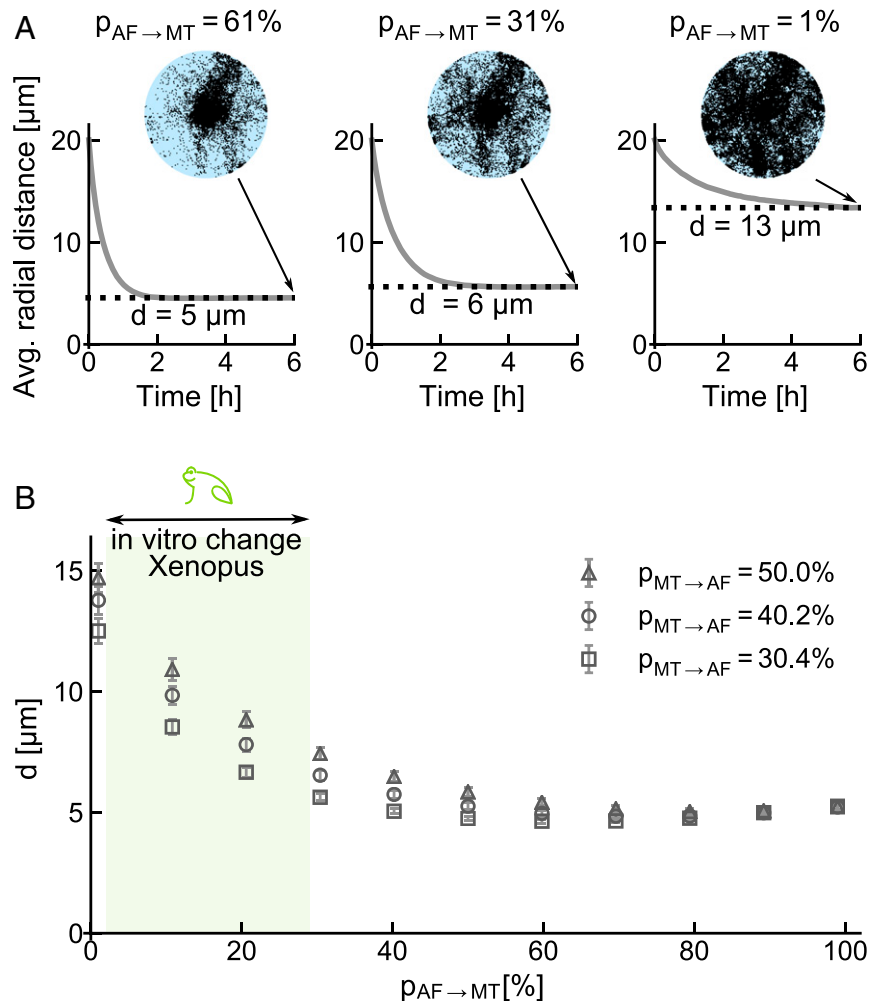 A
p_AF→MT = 61%
p_AF→MT = 31%
p_AF→MT = 1%
Avg. radial distance [µm]
20
10
0
d = 5 µm
0 2 4 6
Time [h]
20
10
0
d = 6 µm
0 2 4 6
Time [h]
20
10
0
d = 13 µm
0 2 4 6
Time [h]
B
in vitro change
Xenopus
p_MT→AF = 50.0%
p_MT→AF = 40.2%
p_MT→AF = 30.4%
d [µm]
15
10
5
0
0 20 40 60 80 100
p_AF→MT[%]